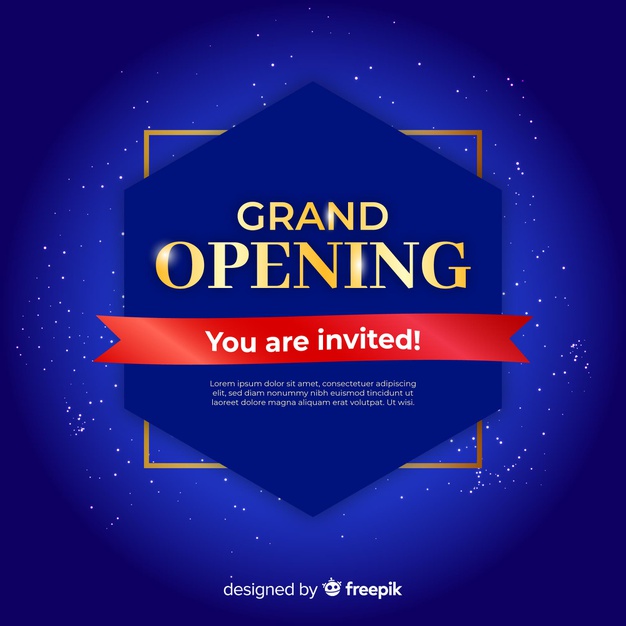 GRAND
OPENING
You are invited!
Lorem ipsum dolor sit amet, consectetuer adipiscing
elit, sed diam nonummy nibh euismod tincidunt ut
laoreet dolore magna aliquam erat volutpat. Ut wisi.
designed by freepik